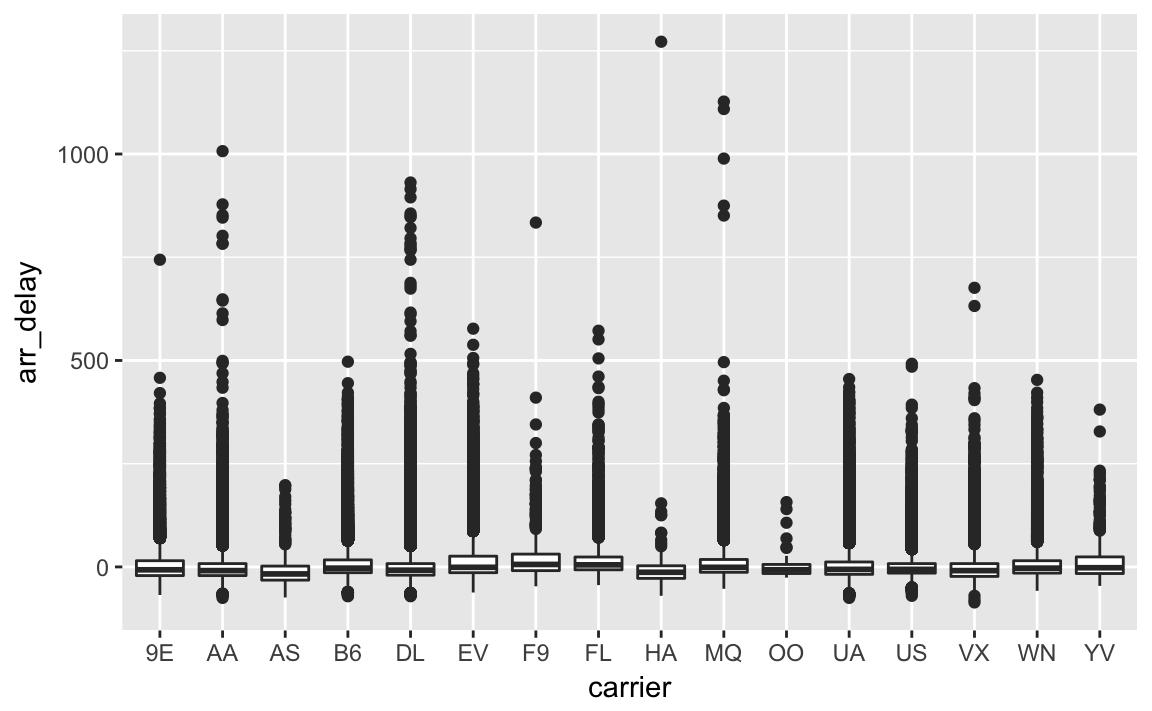 arr_delay
1000
500
0
9E AA AS B6 DL EV F9 FL HA MQ OO UA US VX WN YV
carrier